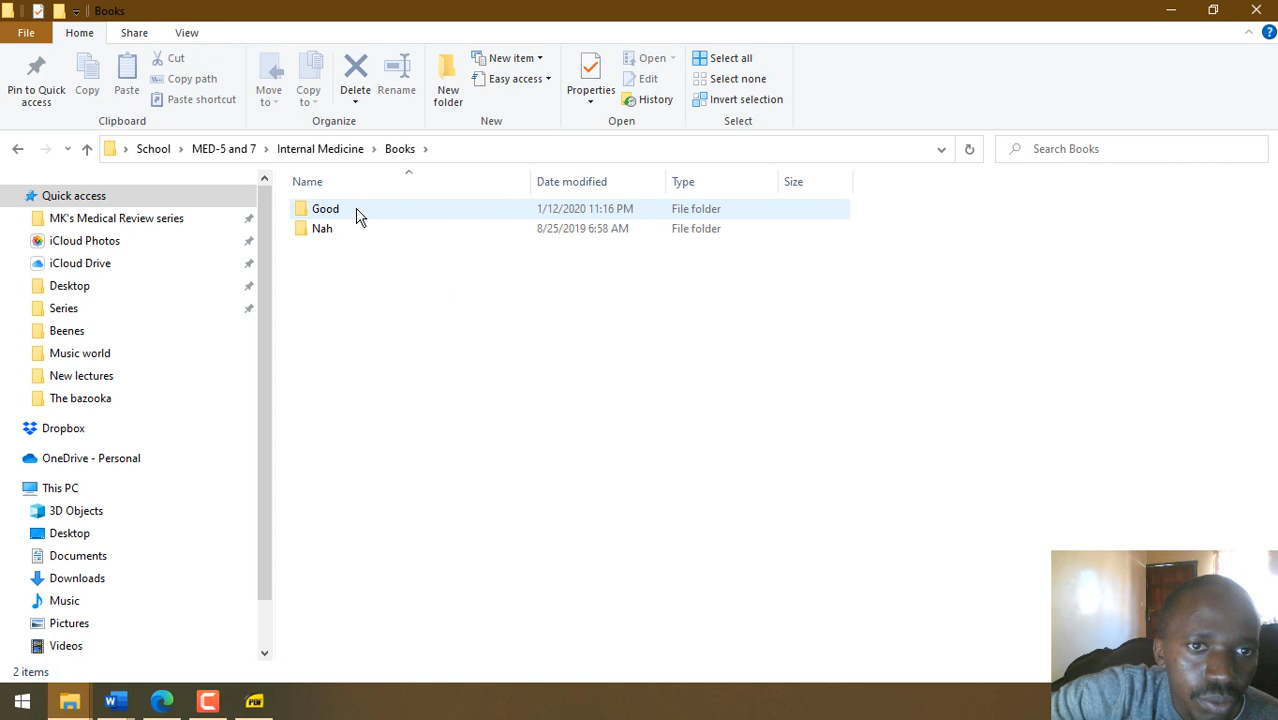 Books
File Home Share View
Pin to Quick access
Copy
Paste
Cut
Copy path
Paste shortcut
Clipboard
Move to
Copy to
Delete
Rename
Organize
New folder
New item
Easy access
New
Properties
Open
Edit
History
Open
Select all
Select none
Invert selection
Select
School MED-5 and 7 Internal Medicine Books
Search Books
Name Date modified Type Size
Good 1/12/2020 11:16 PM File folder
Nah 8/25/2019 6:58 AM File folder
Quick access
MK's Medical Review series
iCloud Photos
iCloud Drive
Desktop
Series
Beenes
Music world
New lectures
The bazooka
Dropbox
OneDrive - Personal
This PC
3D Objects
Desktop
Documents
Downloads
Music
Pictures
Videos
2 items
W
C
PDF